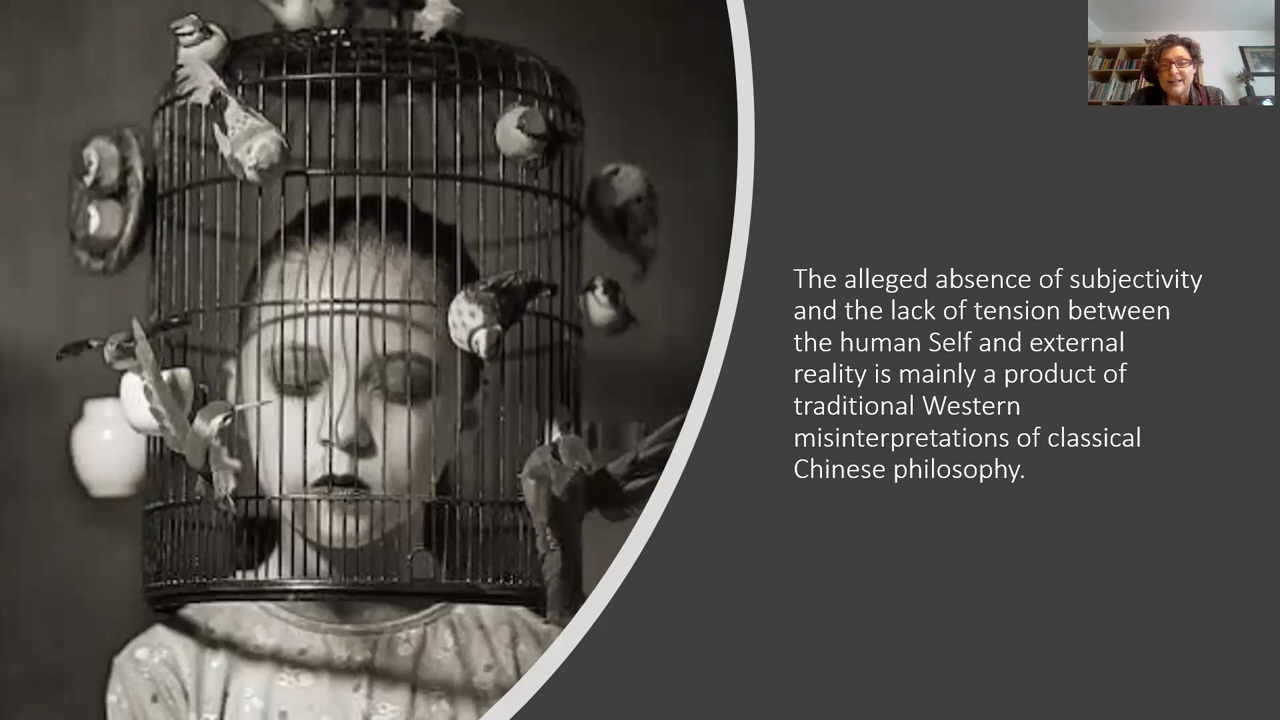 The alleged absence of subjectivity
and the lack of tension between
the human Self and external
reality is mainly a product of
traditional Western
misinterpretations of classical
Chinese philosophy.